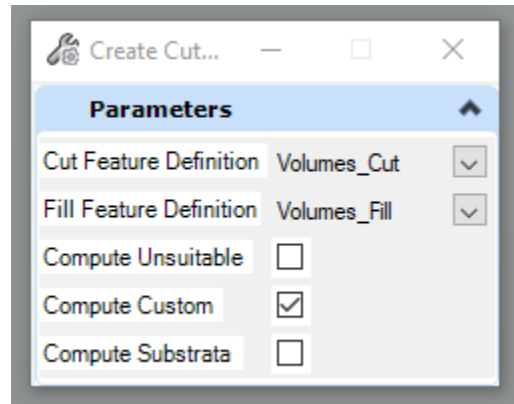 Create Cut...
Parameters
Cut Feature Definition Volumes_Cut
Fill Feature Definition Volumes_Fill
Compute Unsuitable
Compute Custom
Compute Substrata